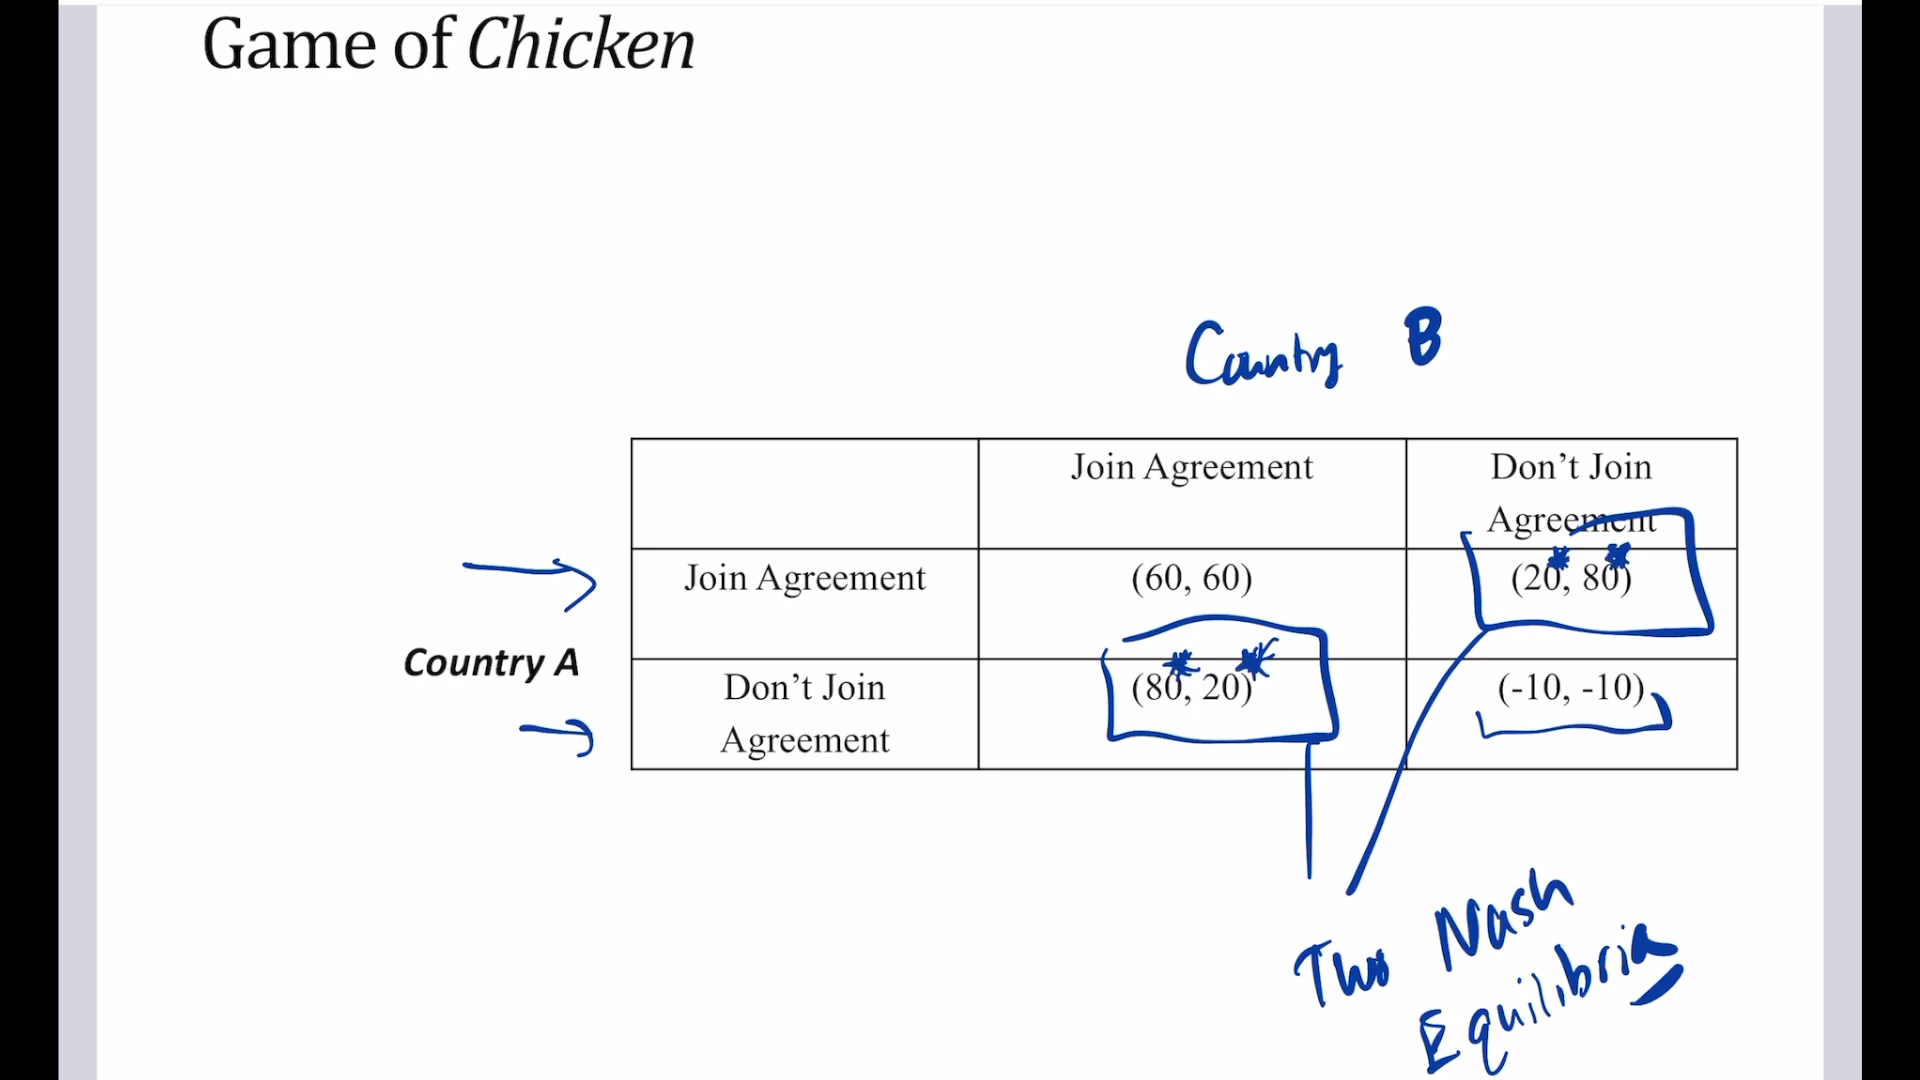 Game of Chicken
Country B
Join Agreement
Don’t Join
Agreement
Join Agreement
(60, 60)
(20*, 80*)
Country A
Don’t Join
Agreement
(80*, 20)*
(-10, -10)
Two Nash
Equilibria